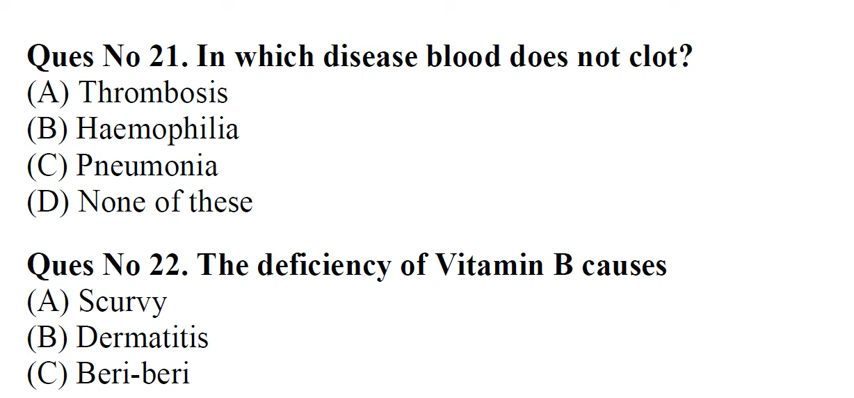 Ques No 21. In which disease blood does not clot?
(A) Thrombosis
(B) Haemophilia
(C) Pneumonia
(D) None of these
Ques No 22. The deficiency of Vitamin B causes
(A) Scurvy
(B) Dermatitis
(C) Beri-beri